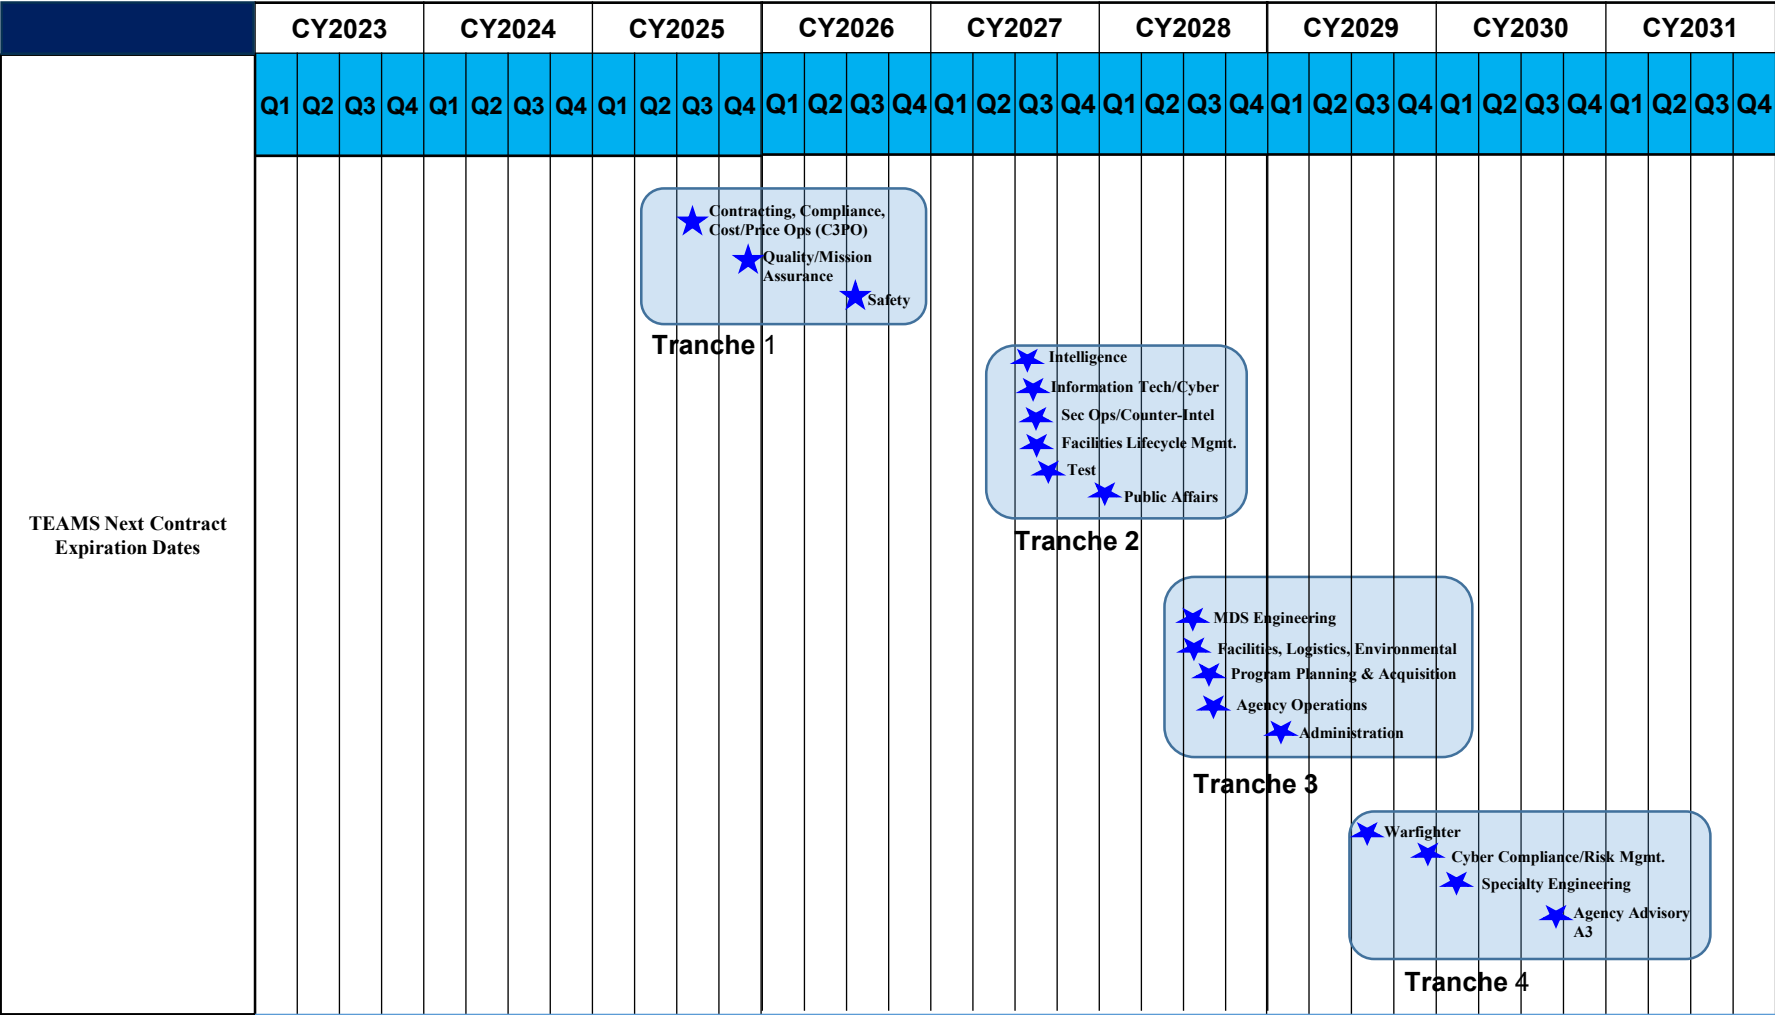 CY2023 CY2024 CY2025 CY2026 CY2027 CY2028 CY2029 CY2030 CY2031
Q1 Q2 Q3 Q4 Q1 Q2 Q3 Q4 Q1 Q2 Q3 Q4 Q1 Q2 Q3 Q4 Q1 Q2 Q3 Q4 Q1 Q2 Q3 Q4 Q1 Q2 Q3 Q4 Q1 Q2 Q3 Q4 Q1 Q2 Q3 Q4
TEAMS Next Contract
Expiration Dates
Contracting, Compliance,
Cost/Price Ops (C3PO)
Quality/Mission
Assurance
Safety
Tranche 1
Intelligence
Information Tech/Cyber
Sec Ops/Counter-Intel
Facilities Lifecycle Mgmt.
Test
Public Affairs
Tranche 2
MDS Engineering
Facilities, Logistics, Environmental
Program Planning & Acquisition
Agency Operations
Administration
Tranche 3
Warfighter
Cyber Compliance/Risk Mgmt.
Specialty Engineering
Agency Advisory
A3
Tranche 4